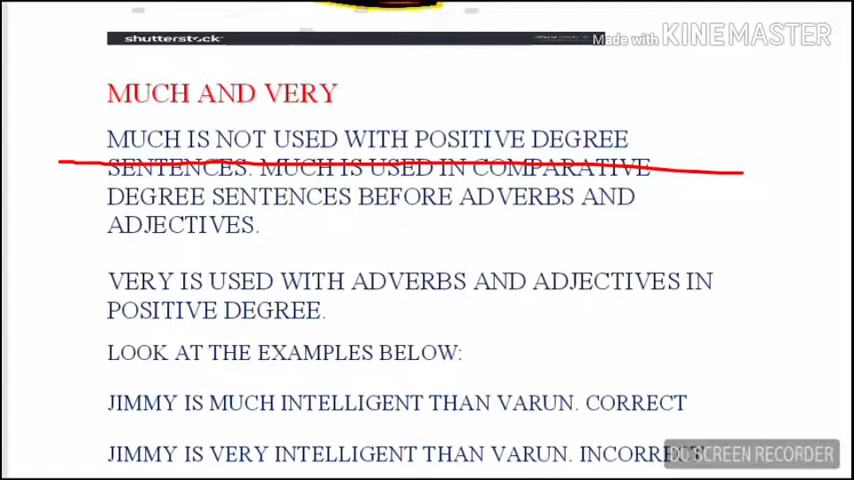 shutterstock
Made with KINEMASTER
MUCH AND VERY
MUCH IS NOT USED WITH POSITIVE DEGREE
SENTENCES. MUCH IS USED IN COMPARATIVE
DEGREE SENTENCES BEFORE ADVERBS AND
ADJECTIVES.
VERY IS USED WITH ADVERBS AND ADJECTIVES IN
POSITIVE DEGREE.
LOOK AT THE EXAMPLES BELOW:
JIMMY IS MUCH INTELLIGENT THAN VARUN. CORRECT
JIMMY IS VERY INTELLIGENT THAN VARUN. INCORRECT
DU SCREEN RECORDER